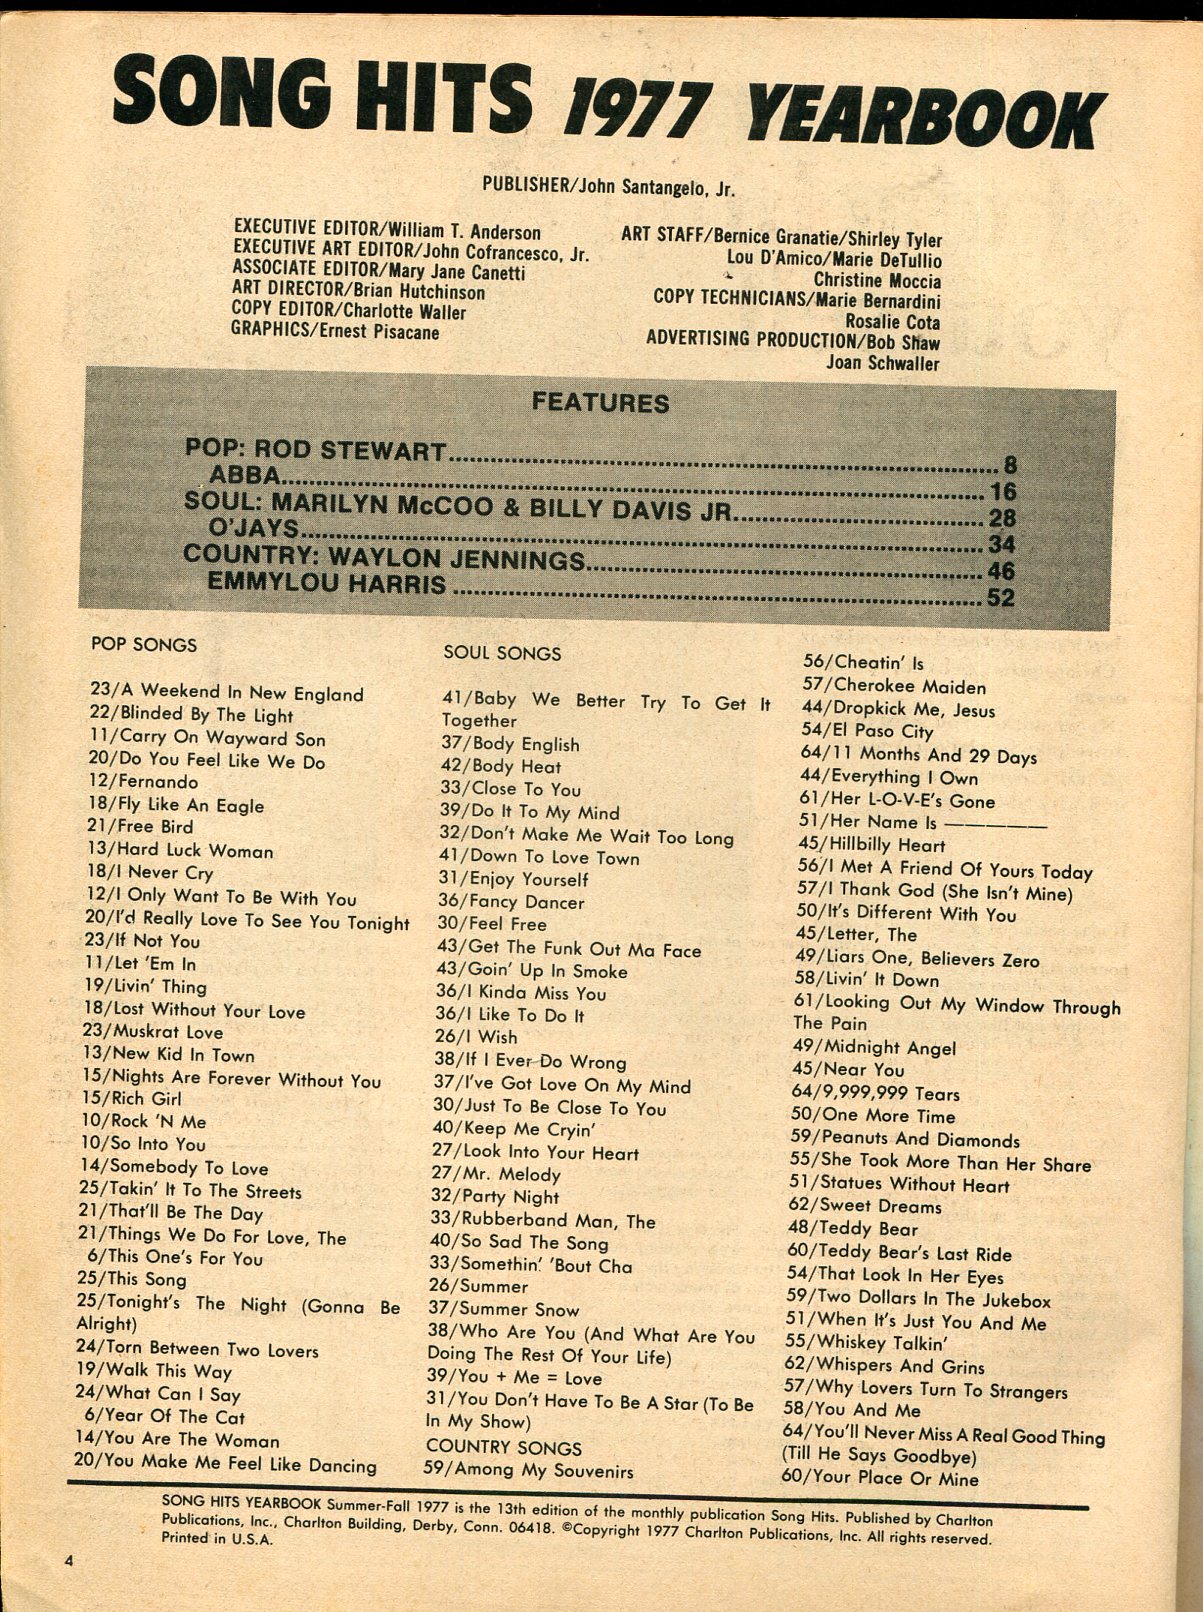 SONG HITS 1977 YEARBOOK
PUBLISHER/John Santangelo, Jr.
EXECUTIVE EDITOR/William T. Anderson
EXECUTIVE ART EDITOR/John Cofrancesco, Jr.
ASSOCIATE EDITOR/Mary Jane Canetti
ART DIRECTOR/Brian Hutchinson
COPY EDITOR/Charlotte Waller
GRAPHICS/Ernest Pisacane
ART STAFF/Bernice Granatie/Shirley Tyler
Lou D'Amico/Marie DeTullio
Christine Moccia
COPY TECHNICIANS/Marie Bernardini
Rosalie Cota
ADVERTISING PRODUCTION/Bob Shaw
Joan Schwaller
FEATURES
POP: ROD STEWART........8
ABBA........16
SOUL: MARILYN McCOO & BILLY DAVIS JR........28
O'JAYS........34
COUNTRY: WAYLON JENNINGS........46
EMMYLOU HARRIS........52
POP SONGS
23/A Weekend In New England
22/Blinded By The Light
11/Carry On Wayward Son
20/Do You Feel Like We Do
12/Fernando
18/Fly Like An Eagle
21/Free Bird
13/Hard Luck Woman
18/I Never Cry
12/I Only Want To Be With You
20/I'd Really Love To See You Tonight
23/If Not You
11/Let 'Em In
19/Livin' Thing
18/Lost Without Your Love
23/Muskrat Love
13/New Kid In Town
15/Nights Are Forever Without You
15/Rich Girl
10/Rock 'N Me
10/So Into You
14/Somebody To Love
25/Takin' It To The Streets
21/That'll Be The Day
21/Things We Do For Love, The
6/This One's For You
25/This Song
25/Tonight's The Night (Gonna Be
Alright)
24/Torn Between Two Lovers
19/Walk This Way
24/What Can I Say
6/Year Of The Cat
14/You Are The Woman
20/You Make Me Feel Like Dancing
SOUL SONGS
41/Baby We Better Try To Get It
Together
37/Body English
42/Body Heat
33/Close To You
39/Do It To My Mind
32/Don't Make Me Wait Too Long
41/Down To Love Town
31/Enjoy Yourself
36/Fancy Dancer
30/Feel Free
43/Get The Funk Out Ma Face
43/Goin' Up In Smoke
36/I Kinda Miss You
36/I Like To Do It
26/I Wish
38/If I Ever Do Wrong
37/I've Got Love On My Mind
30/Just To Be Close To You
40/Keep Me Cryin'
27/Look Into Your Heart
27/Mr. Melody
32/Party Night
33/Rubberband Man, The
40/So Sad The Song
33/Somethin' 'Bout Cha
26/Summer
37/Summer Snow
38/Who Are You (And What Are You
Doing The Rest Of Your Life)
39/You + Me = Love
31/You Don't Have To Be A Star (To Be
In My Show)
COUNTRY SONGS
59/Among My Souvenirs
56/Cheatin' Is
57/Cherokee Maiden
44/Dropkick Me, Jesus
54/El Paso City
64/11 Months And 29 Days
44/Everything I Own
61/Her L-O-V-E's Gone
51/Her Name Is —————
45/Hillbilly Heart
56/I Met A Friend Of Yours Today
57/I Thank God (She Isn't Mine)
50/It's Different With You
45/Letter, The
49/Liars One, Believers Zero
58/Livin' It Down
61/Looking Out My Window Through
The Pain
49/Midnight Angel
45/Near You
64/9,999,999 Tears
50/One More Time
59/Peanuts And Diamonds
55/She Took More Than Her Share
51/Statues Without Heart
62/Sweet Dreams
48/Teddy Bear
60/Teddy Bear's Last Ride
54/That Look In Her Eyes
59/Two Dollars In The Jukebox
51/When It's Just You And Me
55/Whiskey Talkin'
62/Whispers And Grins
57/Why Lovers Turn To Strangers
58/You And Me
64/You'll Never Miss A Real Good Thing
(Till He Says Goodbye)
60/Your Place Or Mine
SONG HITS YEARBOOK Summer-Fall 1977 is the 13th edition of the monthly publication Song Hits. Published by Charlton
Publications, Inc., Charlton Building, Derby, Conn. 06418. ©Copyright 1977 Charlton Publications, Inc. All rights reserved.
Printed in U.S.A.
4